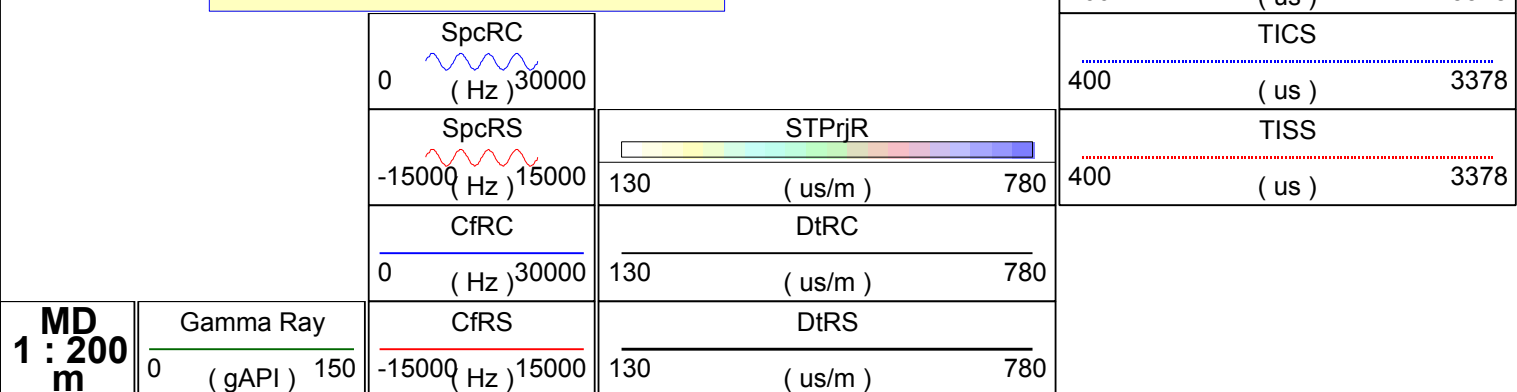 ( us )
SpcRC
0 ( Hz ) 30000
TICS
400 ( us ) 3378
SpcRS
-15000 ( Hz ) 15000
STPrjR
130 ( us/m ) 780
TISS
400 ( us ) 3378
CfRC
0 ( Hz ) 30000
DtRC
130 ( us/m ) 780
MD
1 : 200
m
Gamma Ray
0 ( gAPI ) 150
CfRS
-15000 ( Hz ) 15000
DtRS
130 ( us/m ) 780